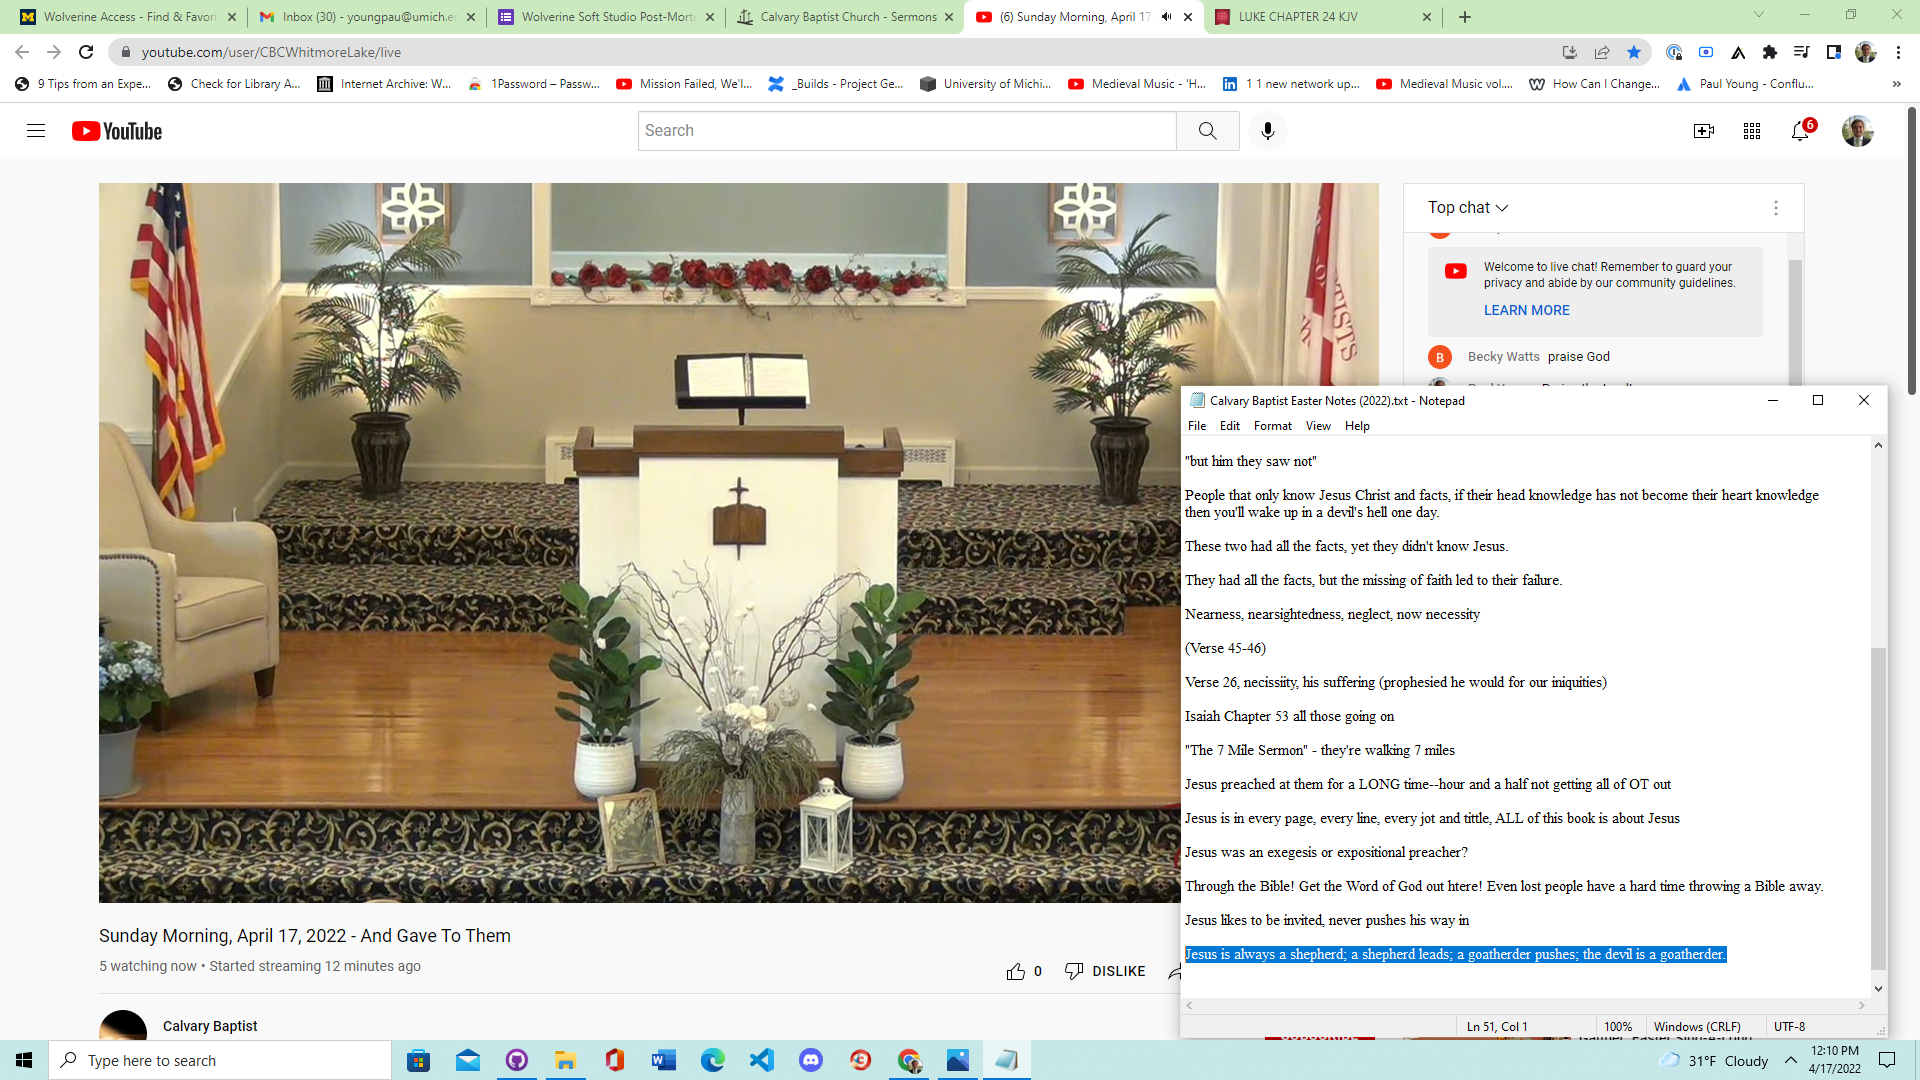 Wolverine Access - Find & Favori
Inbox (30) - youngpau@umich.ec
Wolverine Soft Studio Post-Morte
Calvary Baptist Church - Sermons
(6) Sunday Morning, April 17
LUKE CHAPTER 24 KJV
youtube.com/user/CBCWhitmoreLake/live
9 Tips from an Expe...
Check for Library A...
Internet Archive: W...
1Password – Passw...
Mission Failed, We'l...
_Builds - Project Ge...
University of Michi...
Medieval Music - 'H...
1 1 new network up...
Medieval Music vol....
How Can I Change...
Paul Young - Conflu...
»
YouTube
Search
6
Top chat
Welcome to live chat! Remember to guard your
privacy and abide by our community guidelines.
LEARN MORE
B Becky Watts praise God
Calvary Baptist Easter Notes (2022).txt - Notepad
File Edit Format View Help
"but him they saw not"
People that only know Jesus Christ and facts, if their head knowledge has not become their heart knowledge
then you'll wake up in a devil's hell one day.
These two had all the facts, yet they didn't know Jesus.
They had all the facts, but the missing of faith led to their failure.
Nearness, nearsightedness, neglect, now necessity
(Verse 45-46)
Verse 26, necissiity, his suffering (prophesied he would for our iniquities)
Isaiah Chapter 53 all those going on
"The 7 Mile Sermon" - they're walking 7 miles
Jesus preached at them for a LONG time--hour and a half not getting all of OT out
Jesus is in every page, every line, every jot and tittle, ALL of this book is about Jesus
Jesus was an exegesis or expositional preacher?
Through the Bible! Get the Word of God out htere! Even lost people have a hard time throwing a Bible away.
Jesus likes to be invited, never pushes his way in
Jesus is always a shepherd; a shepherd leads; a goatherder pushes; the devil is a goatherder.
Ln 51, Col 1
100%
Windows (CRLF)
UTF-8
Sunday Morning, April 17, 2022 - And Gave To Them
5 watching now • Started streaming 12 minutes ago
0
DISLIKE
Calvary Baptist
Type here to search
31°F Cloudy
12:10 PM
4/17/2022